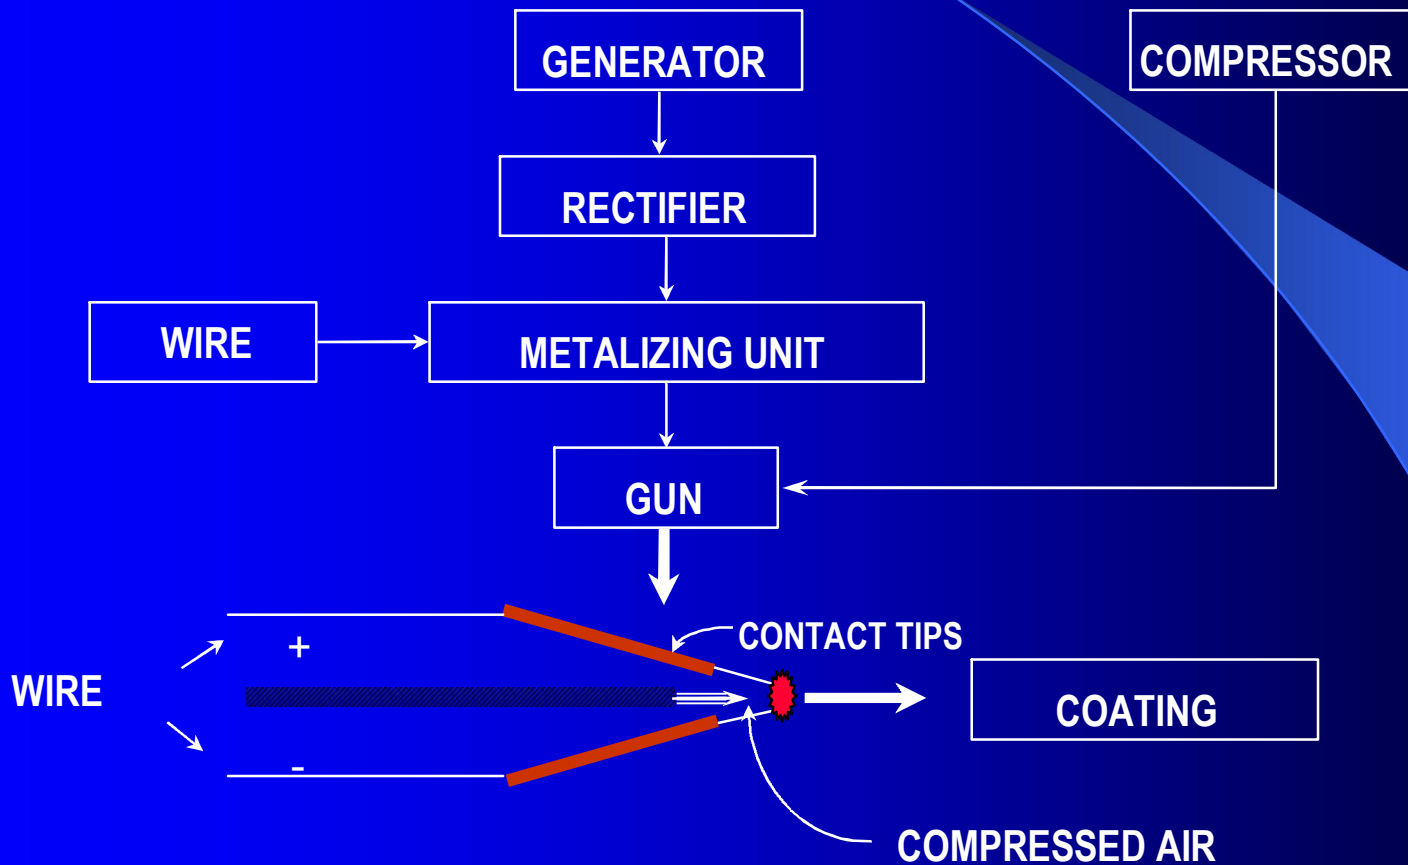 GENERATOR
COMPRESSOR
RECTIFIER
WIRE
METALIZING UNIT
GUN
+
CONTACT TIPS
WIRE
COATING
-
COMPRESSED AIR